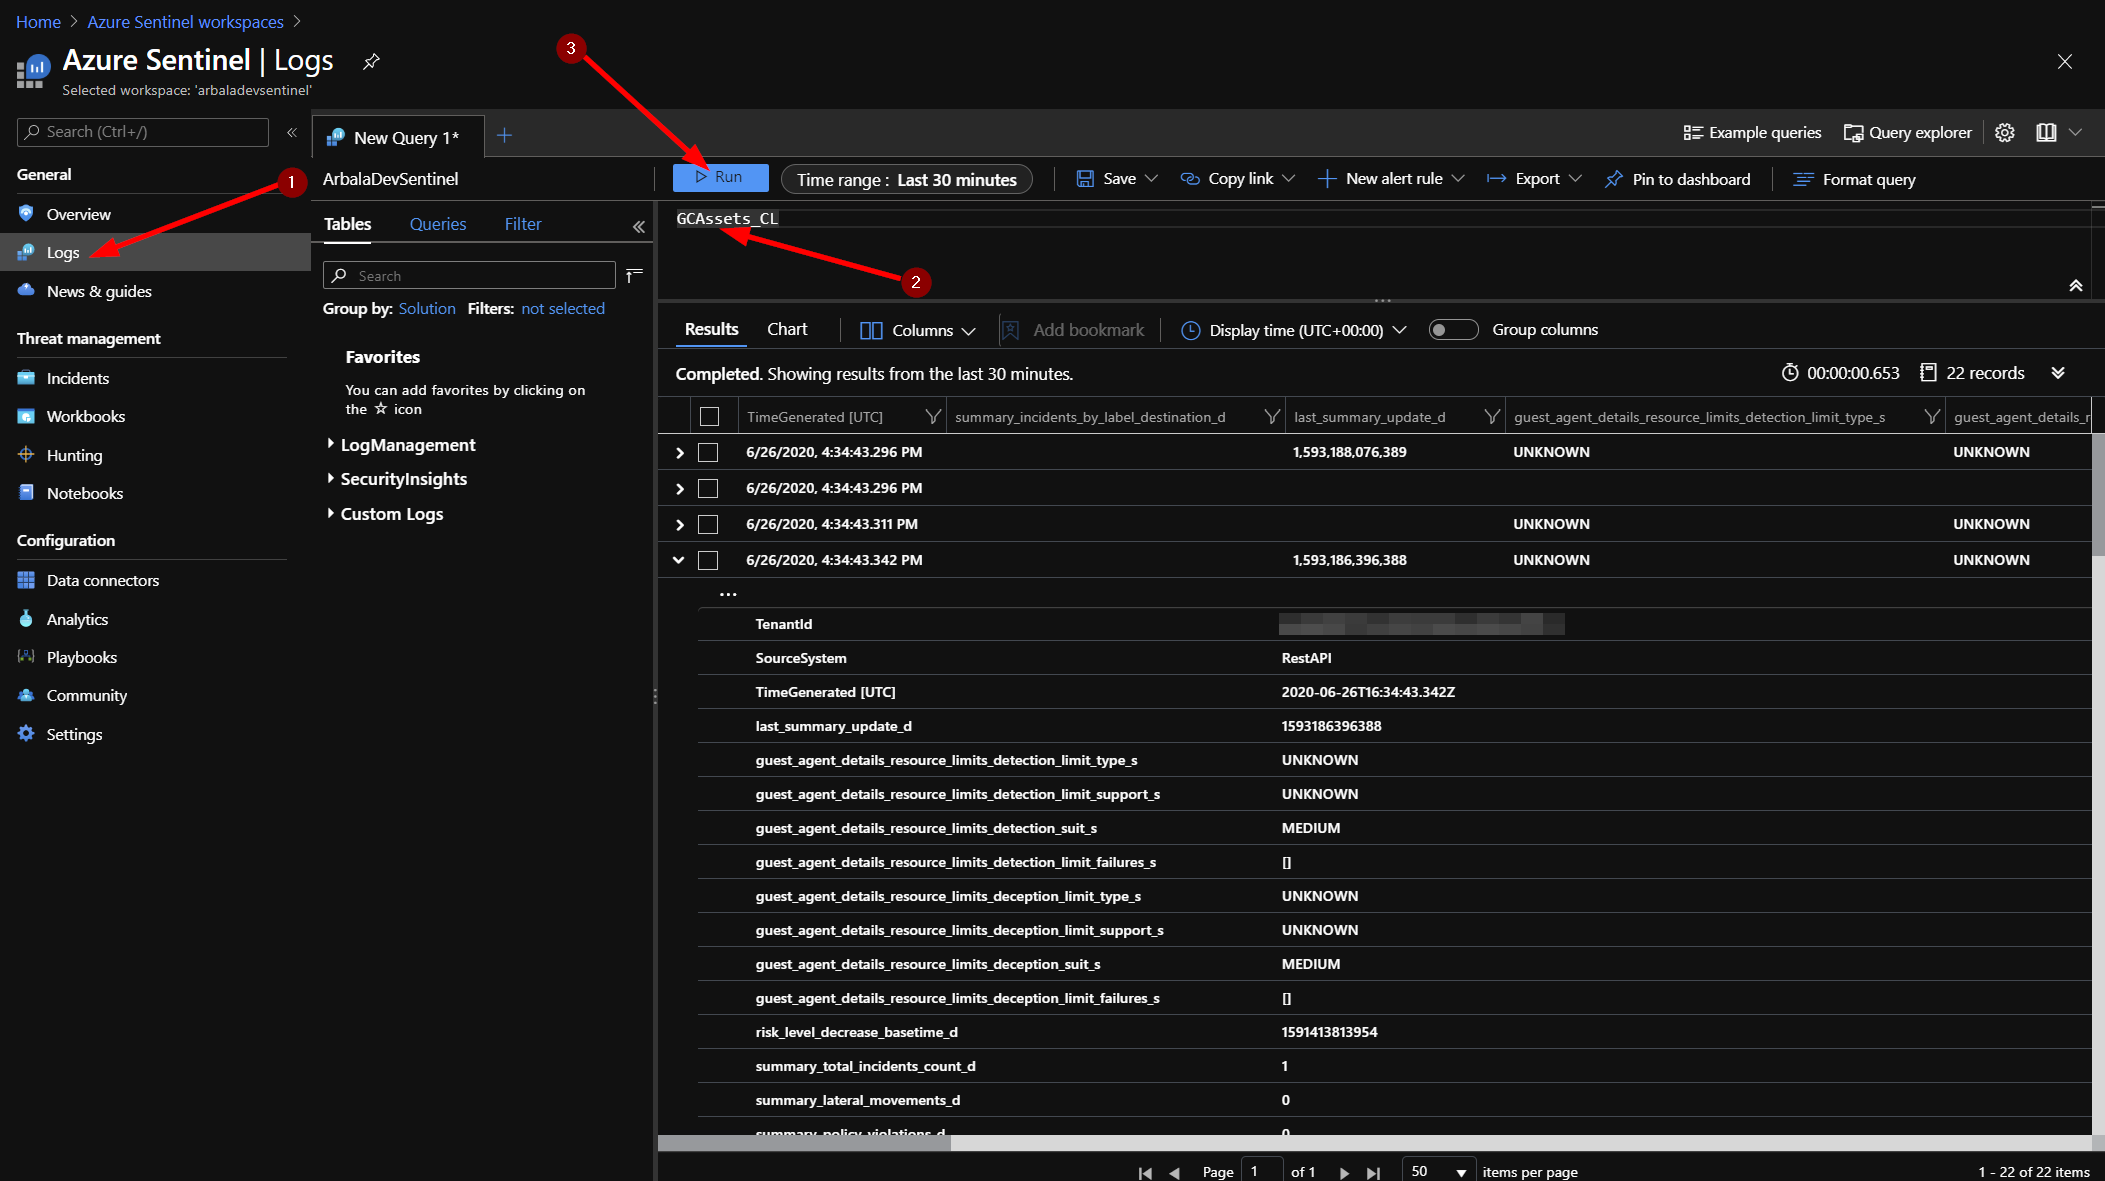 Home > Azure Sentinel workspaces >
Azure Sentinel | Logs
Selected workspace: 'arbaladevsentinel'
3
Search (Ctrl+/)
«
General
1
Overview
Logs
News & guides
Threat management
Incidents
Workbooks
Hunting
Notebooks
Configuration
Data connectors
Analytics
Playbooks
Community
Settings
New Query 1*
Example queries
Query explorer
ArbalaDevSentinel
Run
Time range : Last 30 minutes
Save
Copy link
New alert rule
Export
Pin to dashboard
Format query
Tables Queries Filter «
Search
Group by: Solution Filters: not selected
Favorites
You can add favorites by clicking on
the ☆ icon
LogManagement
SecurityInsights
Custom Logs
GCAssets_CL
2
Results Chart Columns Add bookmark Display time (UTC+00:00) Group columns
Completed. Showing results from the last 30 minutes.
00:00:00.653 22 records
TimeGenerated [UTC] summary_incidents_by_label_destination_d last_summary_update_d guest_agent_details_resource_limits_detection_limit_type_s guest_agent_details_r
6/26/2020, 4:34:43.296 PM 1,593,188,076,389 UNKNOWN UNKNOWN
6/26/2020, 4:34:43.296 PM
6/26/2020, 4:34:43.311 PM UNKNOWN UNKNOWN
6/26/2020, 4:34:43.342 PM 1,593,186,396,388 UNKNOWN UNKNOWN
...
TenantId
SourceSystem RestAPI
TimeGenerated [UTC] 2020-06-26T16:34:43.342Z
last_summary_update_d 1593186396388
guest_agent_details_resource_limits_detection_limit_type_s UNKNOWN
guest_agent_details_resource_limits_detection_limit_support_s UNKNOWN
guest_agent_details_resource_limits_detection_suit_s MEDIUM
guest_agent_details_resource_limits_detection_limit_failures_s []
guest_agent_details_resource_limits_deception_limit_type_s UNKNOWN
guest_agent_details_resource_limits_deception_limit_support_s UNKNOWN
guest_agent_details_resource_limits_deception_suit_s MEDIUM
guest_agent_details_resource_limits_deception_limit_failures_s []
risk_level_decrease_basetime_d 1591413813954
summary_total_incidents_count_d 1
summary_lateral_movements_d 0
summary_policy_violations_d 0
Page 1 of 1 50 items per page
1 - 22 of 22 items